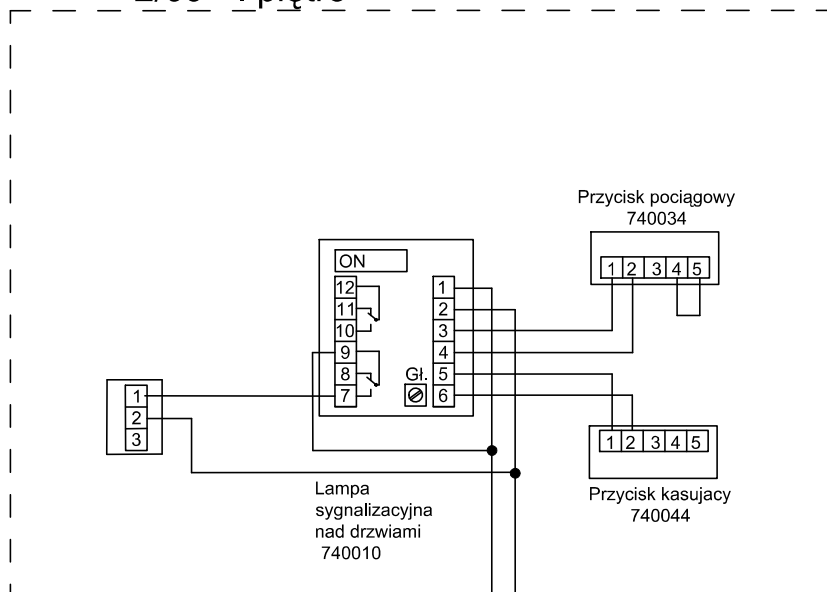 Przycisk pociągowy
740034
1 2 3 4 5
ON
12
11
10
9
8
7
Gł.
1
2
3
4
5
6
1
2
3
1 2 3 4 5
Przycisk kasujacy
740044
Lampa
sygnalizacyjna
nad drzwiami
740010